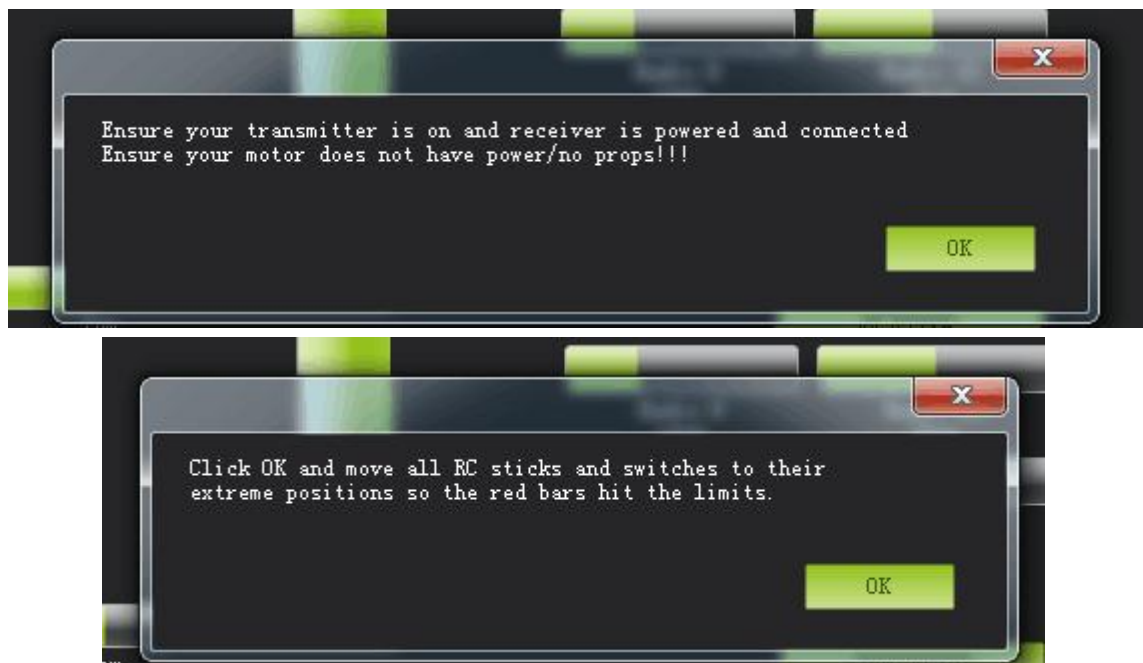 Ensure your transmitter is on and receiver is powered and connected
Ensure your motor does not have power/no props!!!
OK
Click OK and move all RC sticks and switches to their
extreme positions so the red bars hit the limits.
OK